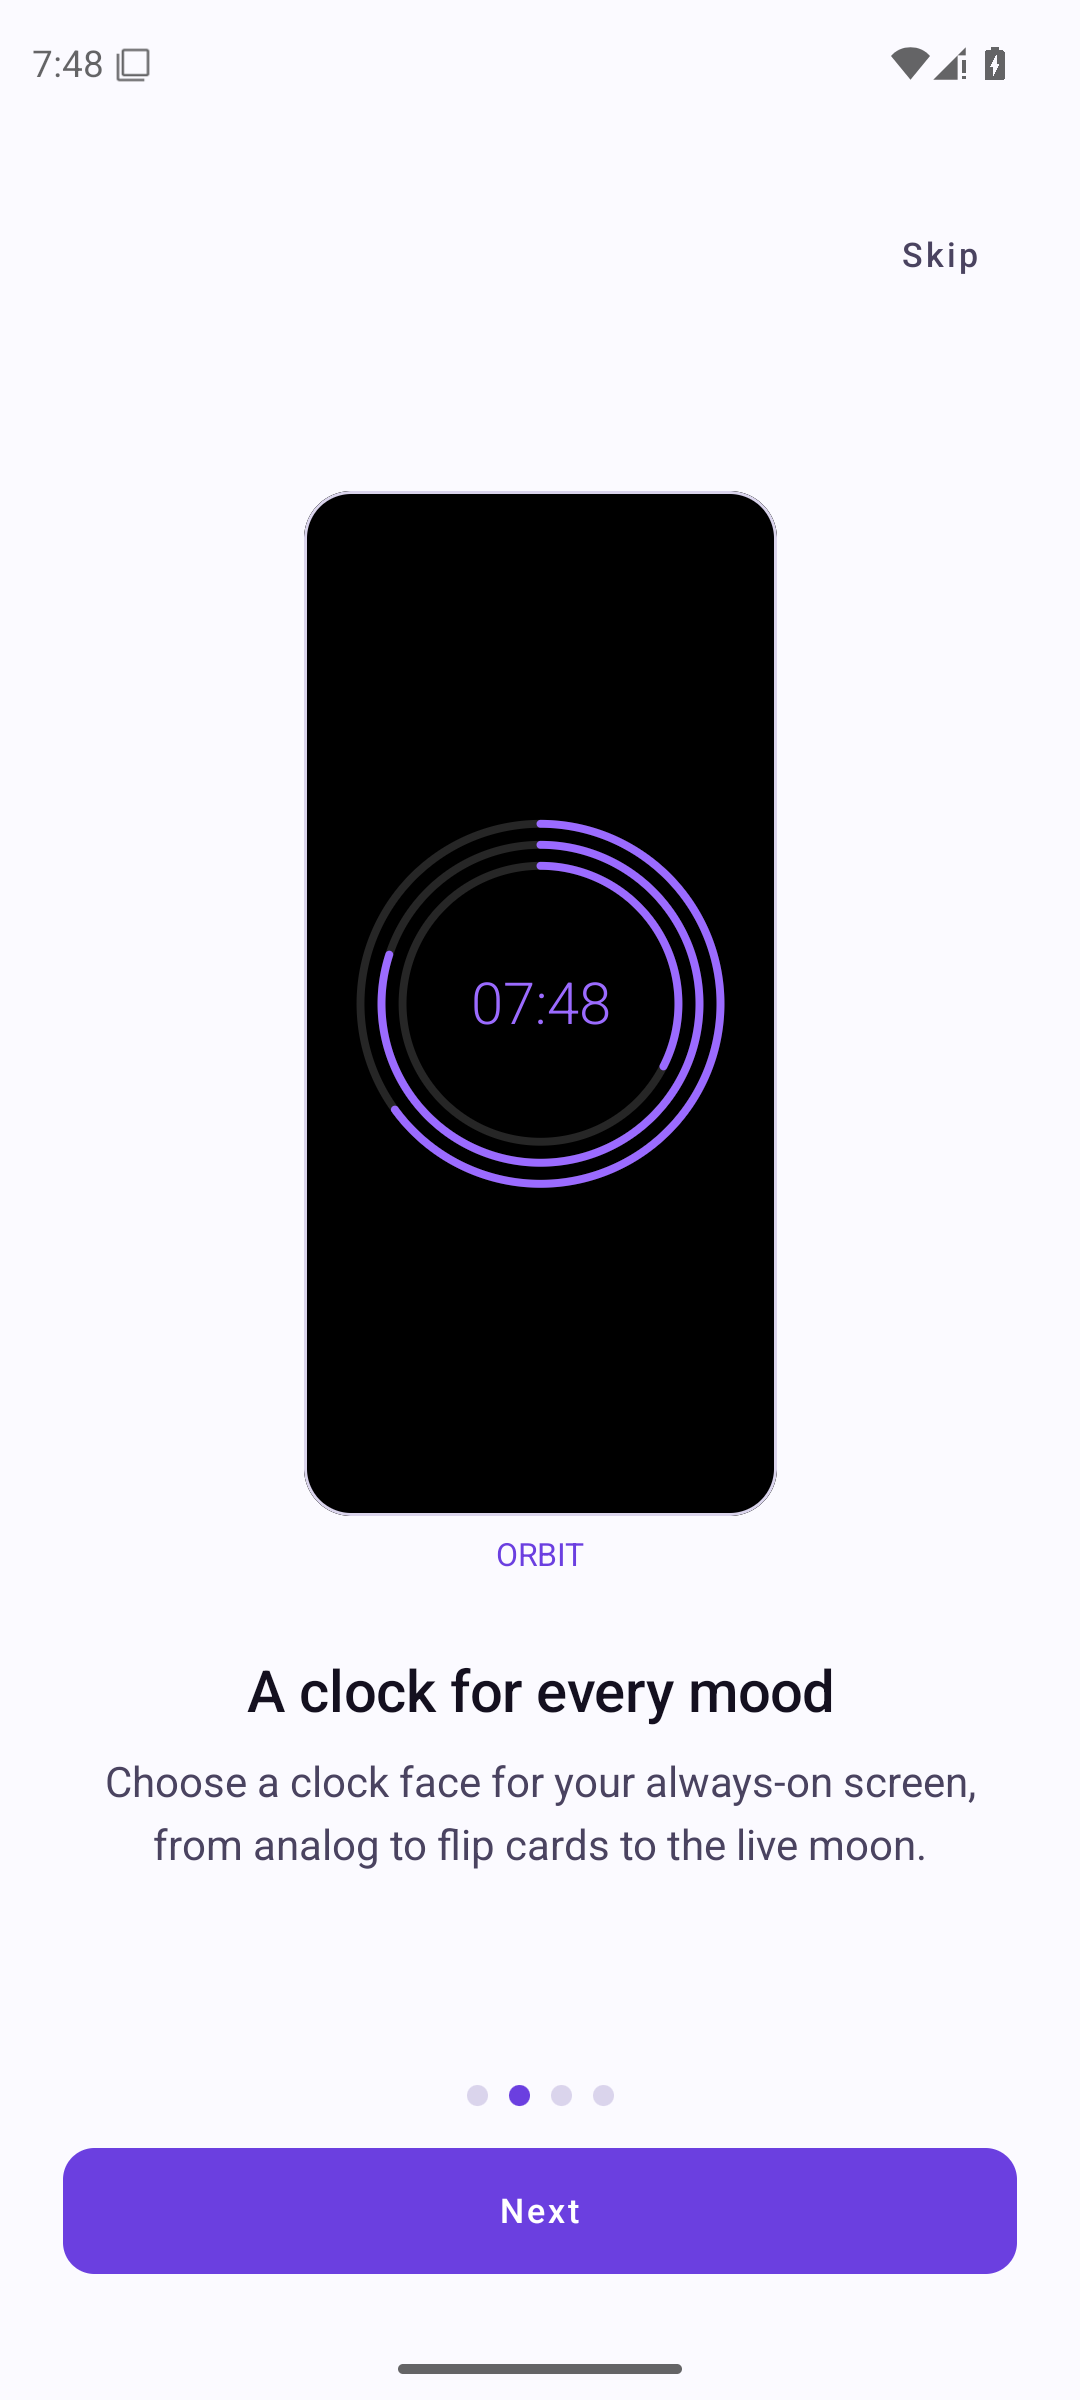 7:48
Skip
07:48
ORBIT
A clock for every mood
Choose a clock face for your always-on screen,
from analog to flip cards to the live moon.
Next